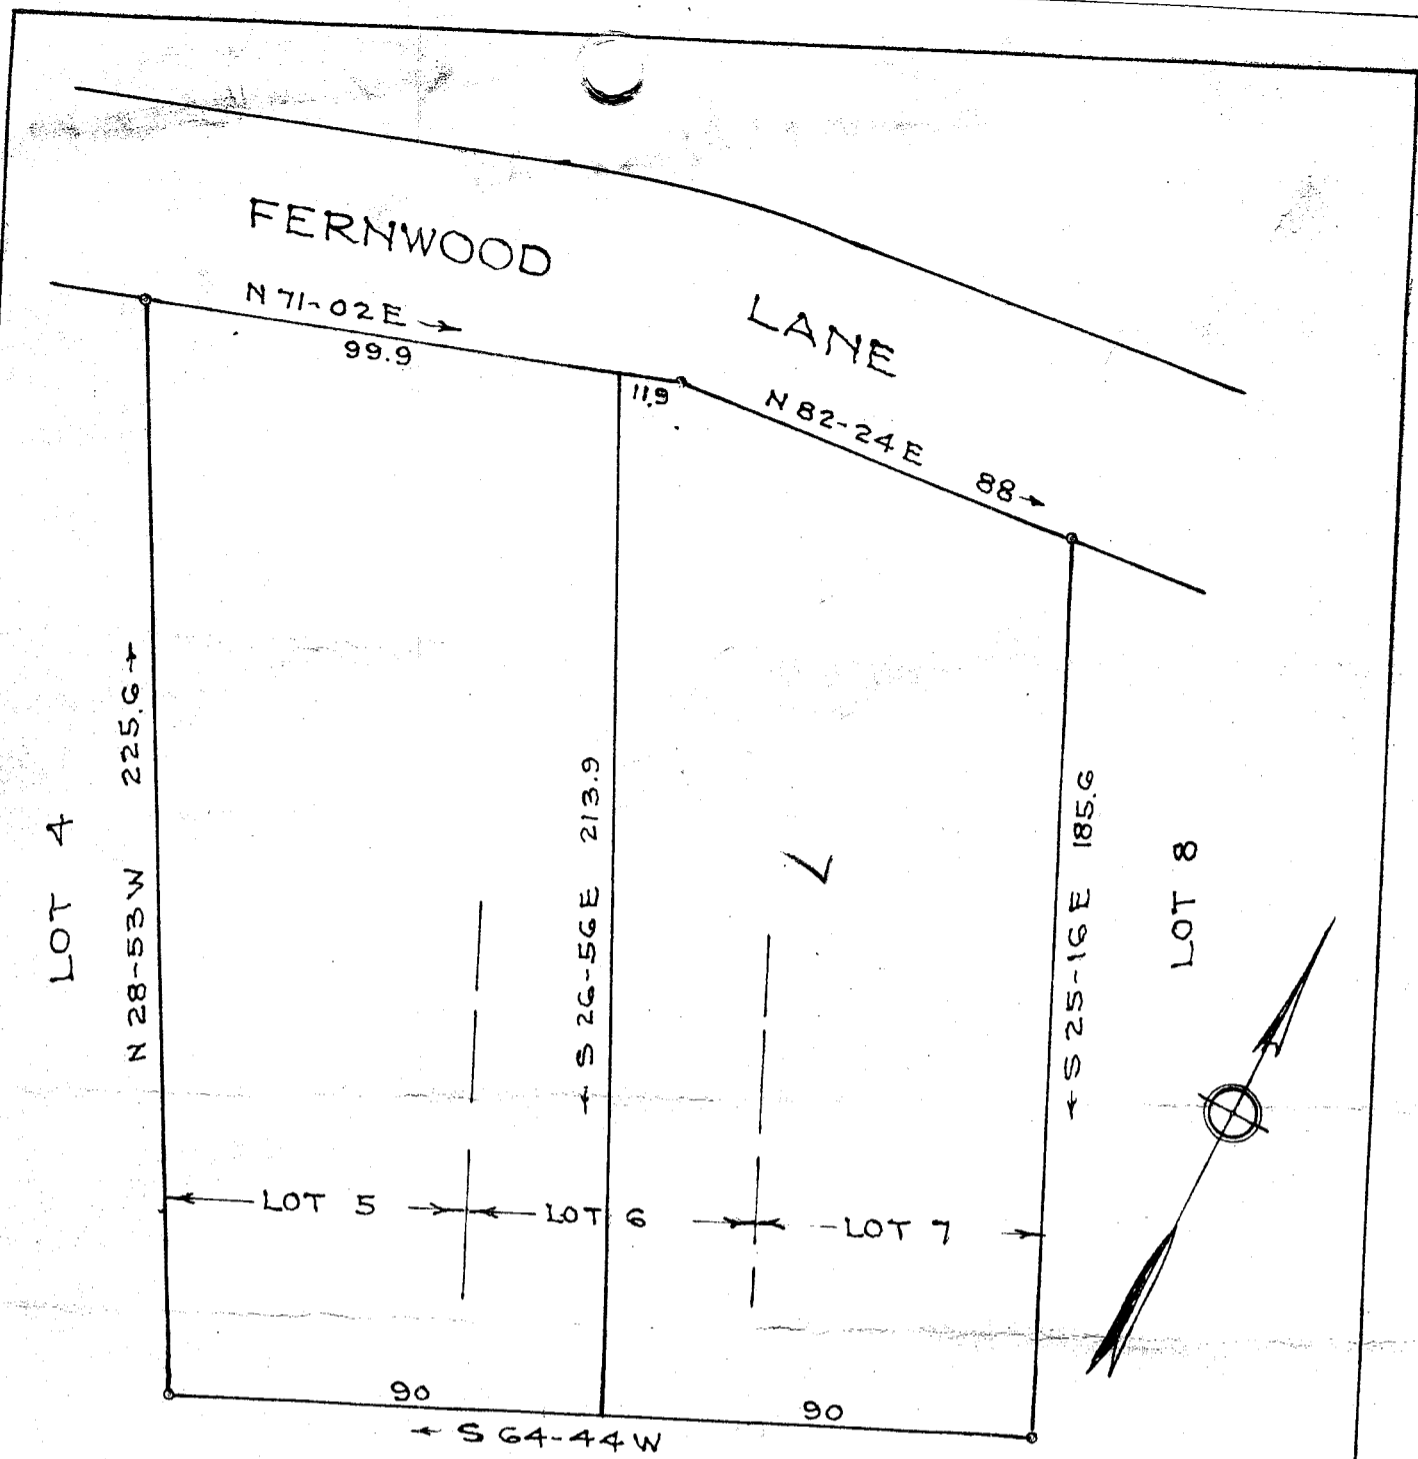 FERNWOOD
LANE
N 71-02 E →
99.9
11.9
N 82-24 E 88 →
LOT 4
N 28-53 W 225.6 →
← S 26-56 E 213.9
← S 25-16 E 185.6
LOT 8
← LOT 5 →
← LOT 6 →
- LOT 7 →
90
90
← S 64-44 W